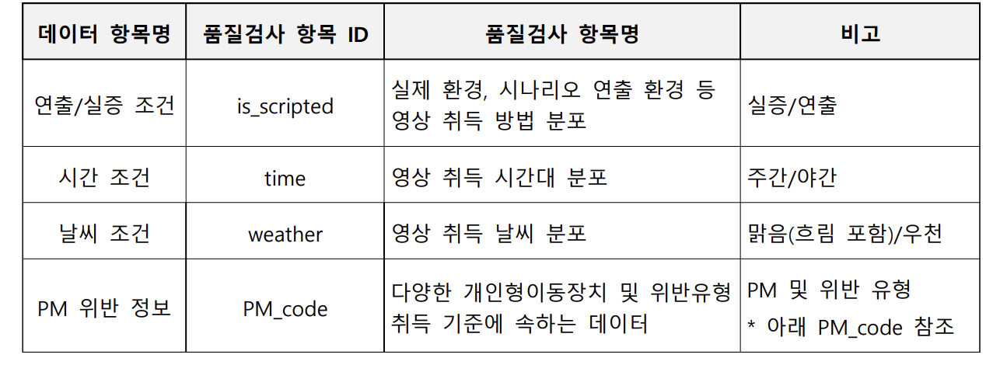 데이터 항목명 품질검사 항목 ID 품질검사 항목명 비고
연출/실증 조건 is_scripted 실제 환경, 시나리오 연출 환경 등 실증/연출
영상 취득 방법 분포
시간 조건 time 영상 취득 시간대 분포 주간/야간
날씨 조건 weather 영상 취득 날씨 분포 맑음(흐림 포함)/우천
PM 위반 정보 PM_code 다양한 개인형이동장치 및 위반유형 PM 및 위반 유형
취득 기준에 속하는 데이터 * 아래 PM_code 참조